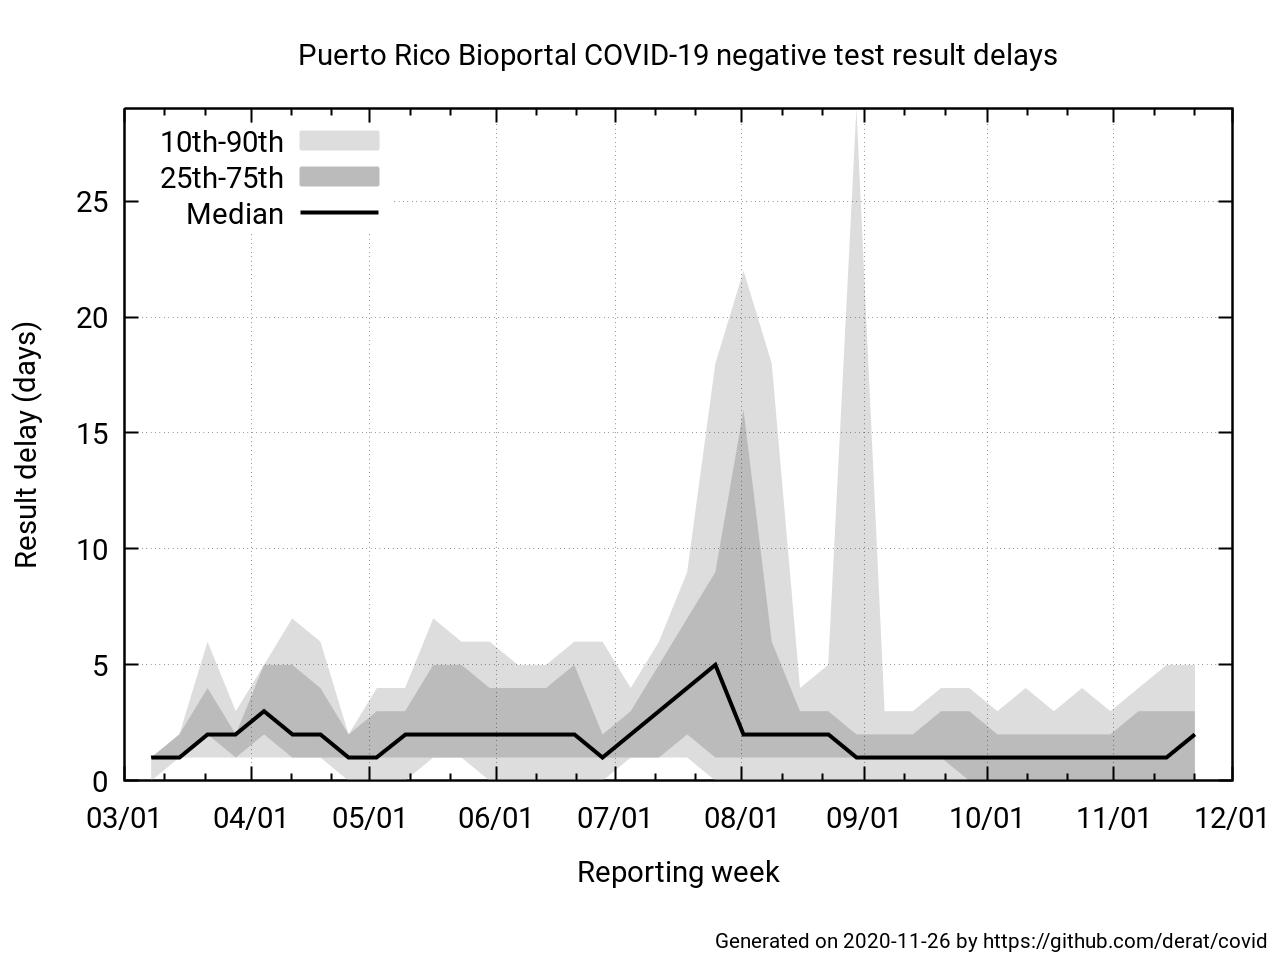 Puerto Rico Bioportal COVID-19 negative test result delays
10th-90th
25th-75th
Median
25
20
15
10
5
0
Result delay (days)
03/01 04/01 05/01 06/01 07/01 08/01 09/01 10/01 11/01 12/01
Reporting week
Generated on 2020-11-26 by https://github.com/derat/covid